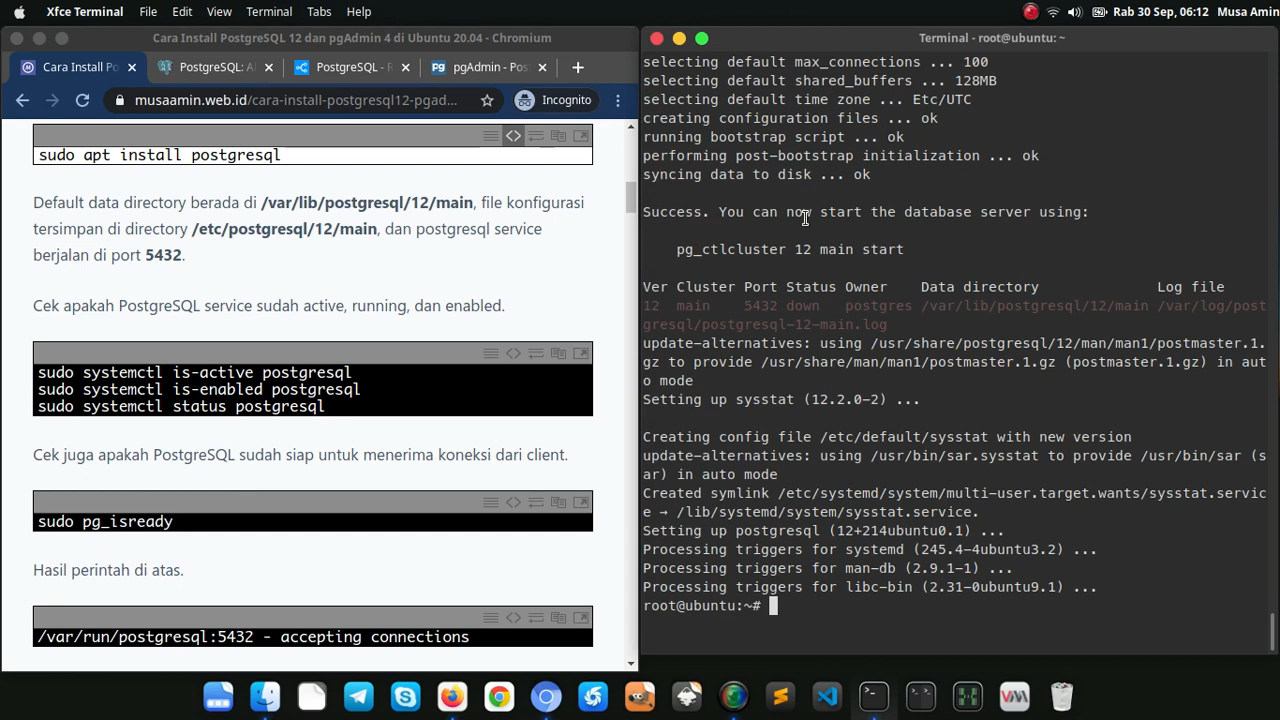 Xfce Terminal File Edit View Terminal Tabs Help
Rab 30 Sep, 06:12 Musa Amin
Cara Install PostgreSQL 12 dan pgAdmin 4 di Ubuntu 20.04 - Chromium
Cara Install Po
PostgreSQL: A
PostgreSQL - R
Pg
pgAdmin - Pos
musaamin.web.id/cara-install-postgresql12-pgad...
Incognito
sudo apt install postgresql
Default data directory berada di /var/lib/postgresql/12/main, file konfigurasi
tersimpan di directory /etc/postgresql/12/main, dan postgresql service
berjalan di port 5432.
Cek apakah PostgreSQL service sudah active, running, dan enabled.
sudo systemctl is-active postgresql
sudo systemctl is-enabled postgresql
sudo systemctl status postgresql
Cek juga apakah PostgreSQL sudah siap untuk menerima koneksi dari client.
sudo pg_isready
Hasil perintah di atas.
/var/run/postgresql:5432 - accepting connections
Terminal - root@ubuntu: ~
selecting default max_connections ... 100
selecting default shared_buffers ... 128MB
selecting default time zone ... Etc/UTC
creating configuration files ... ok
running bootstrap script ... ok
performing post-bootstrap initialization ... ok
syncing data to disk ... ok
Success. You can now start the database server using:
pg_ctlcluster 12 main start
Ver Cluster Port Status Owner    Data directory              Log file
12  main    5432 down   postgres /var/lib/postgresql/12/main /var/log/post
gresql/postgresql-12-main.log
update-alternatives: using /usr/share/postgresql/12/man/man1/postmaster.1.
gz to provide /usr/share/man/man1/postmaster.1.gz (postmaster.1.gz) in aut
o mode
Setting up sysstat (12.2.0-2) ...
Creating config file /etc/default/sysstat with new version
update-alternatives: using /usr/bin/sar.sysstat to provide /usr/bin/sar (s
ar) in auto mode
Created symlink /etc/systemd/system/multi-user.target.wants/sysstat.servic
e → /lib/systemd/system/sysstat.service.
Setting up postgresql (12+214ubuntu0.1) ...
Processing triggers for systemd (245.4-4ubuntu3.2) ...
Processing triggers for man-db (2.9.1-1) ...
Processing triggers for libc-bin (2.31-0ubuntu9.1) ...
root@ubuntu:~#